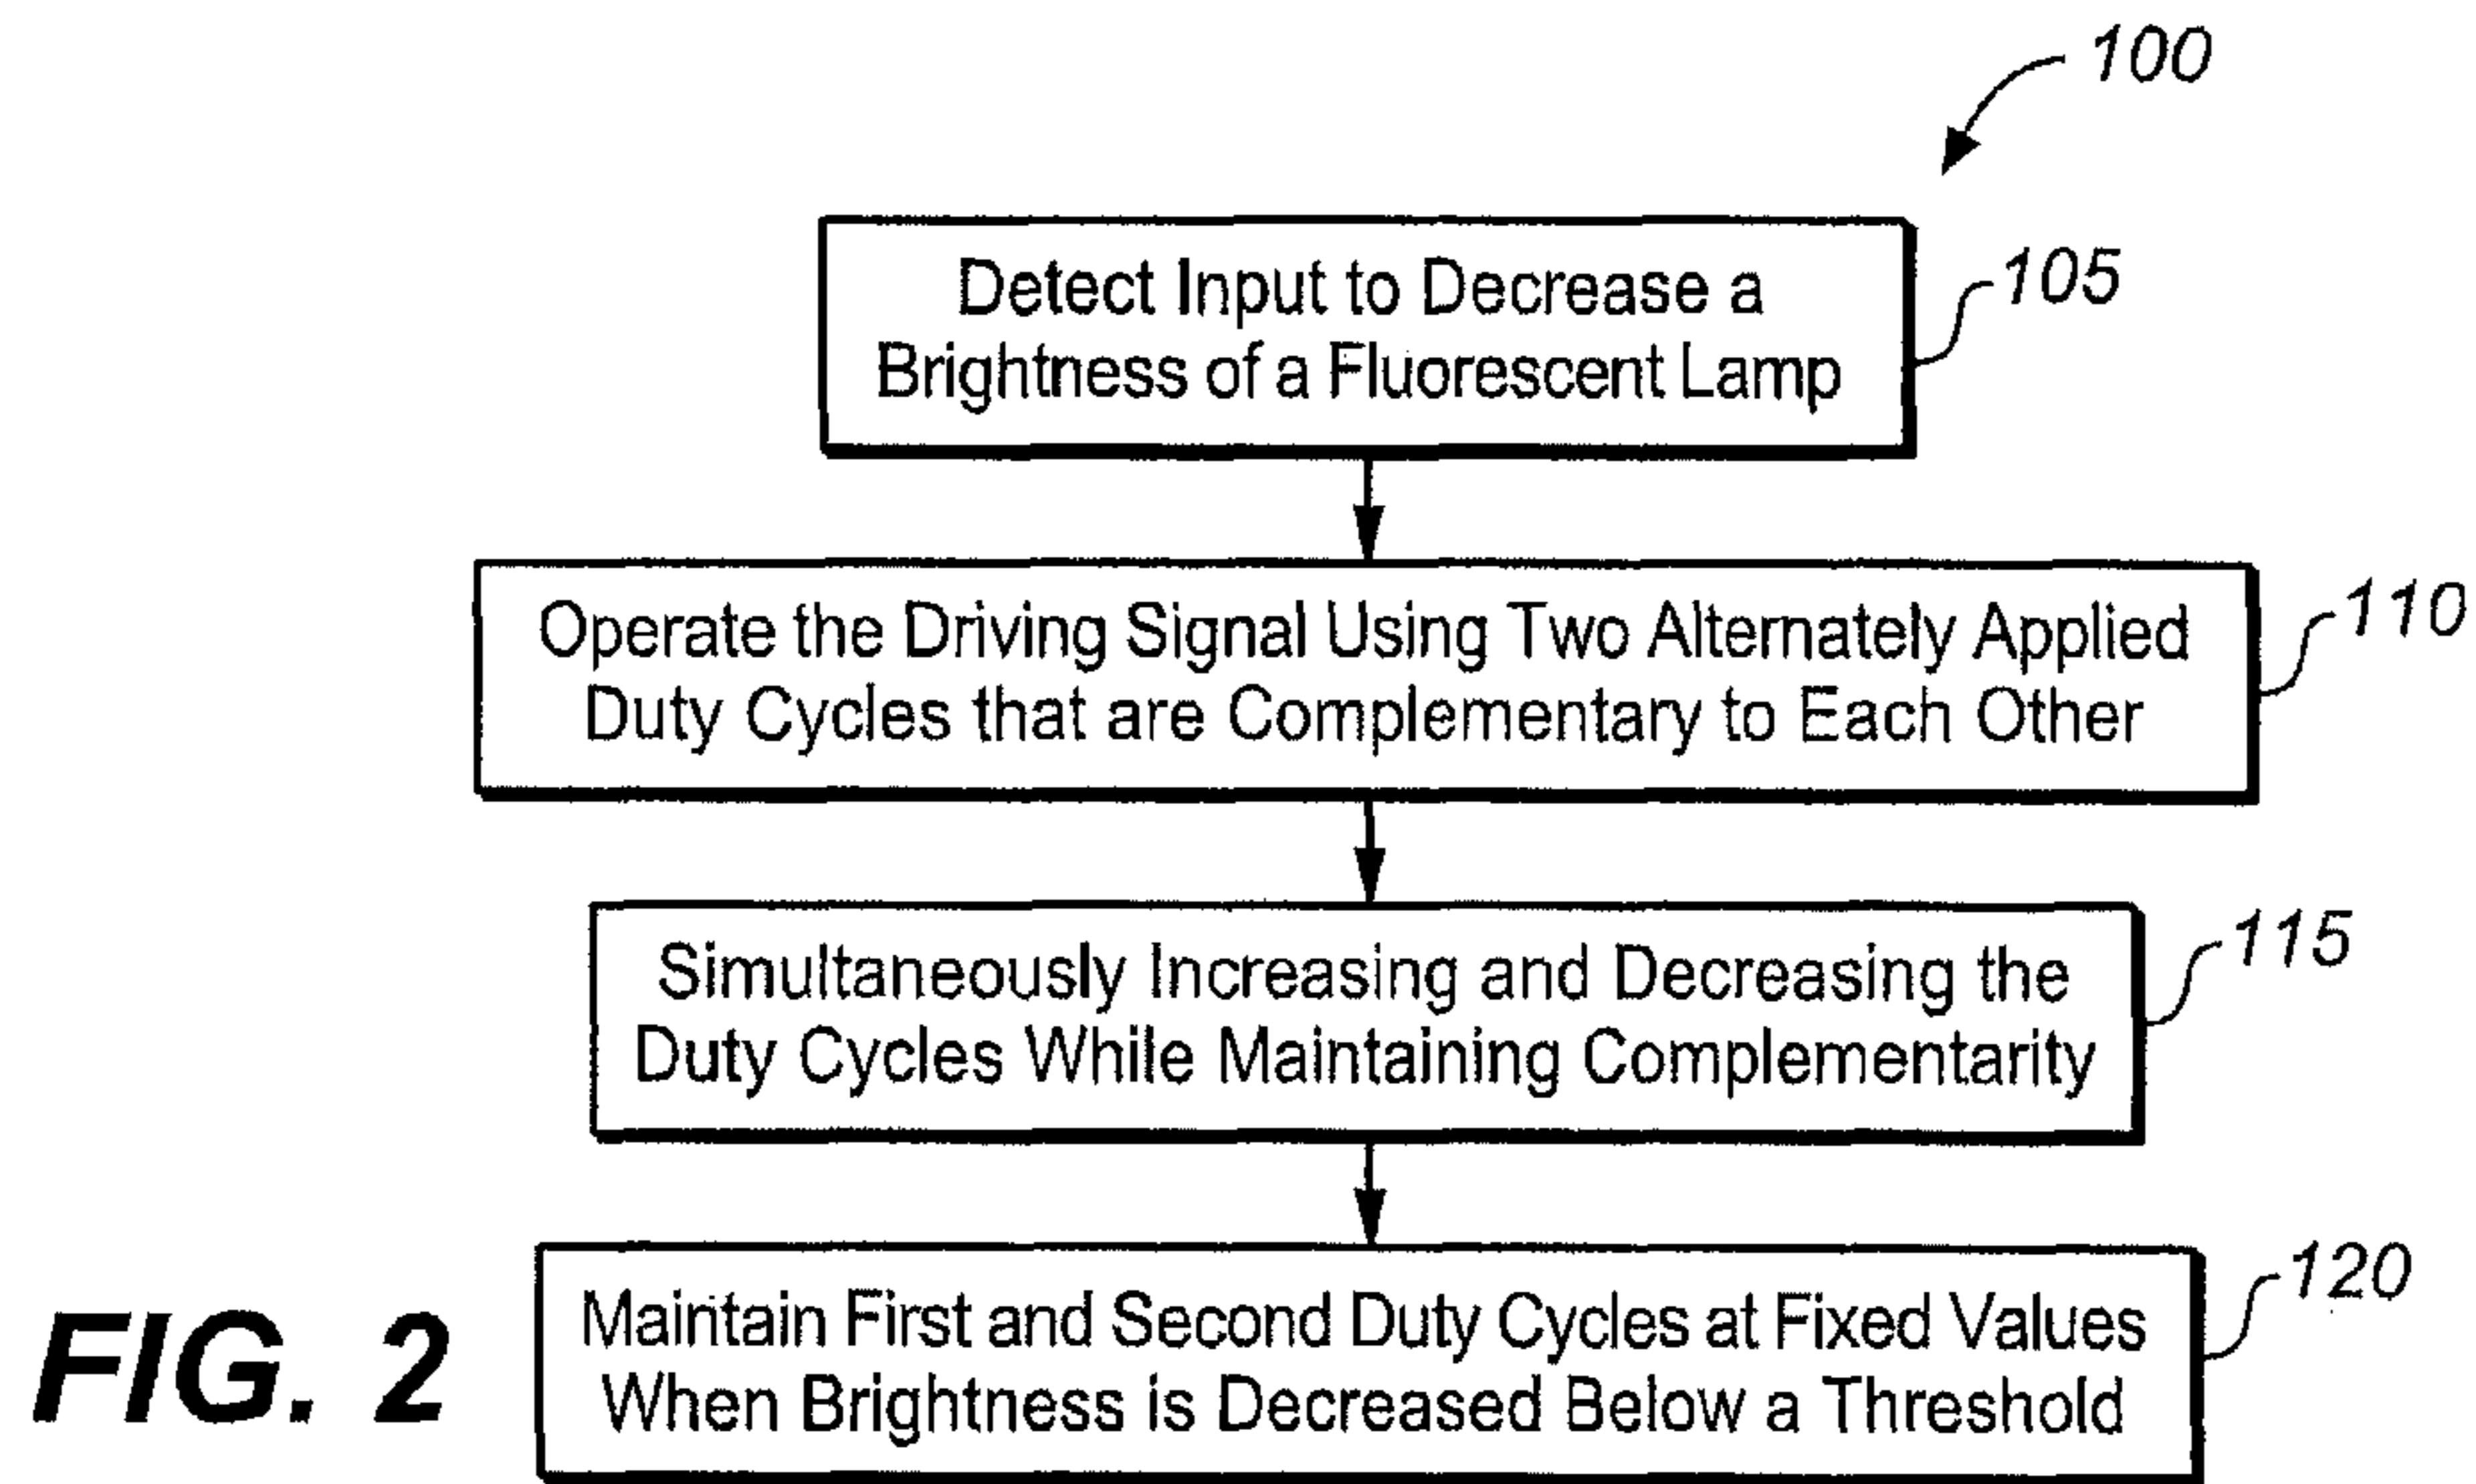 100
Detect Input to Decrease a
Brightness of a Fluorescent Lamp
105
Operate the Driving Signal Using Two Alternately Applied
Duty Cycles that are Complementary to Each Other
110
Simultaneously Increasing and Decreasing the
Duty Cycles While Maintaining Complementarity
115
Maintain First and Second Duty Cycles at Fixed Values
When Brightness is Decreased Below a Threshold
120
FIG. 2